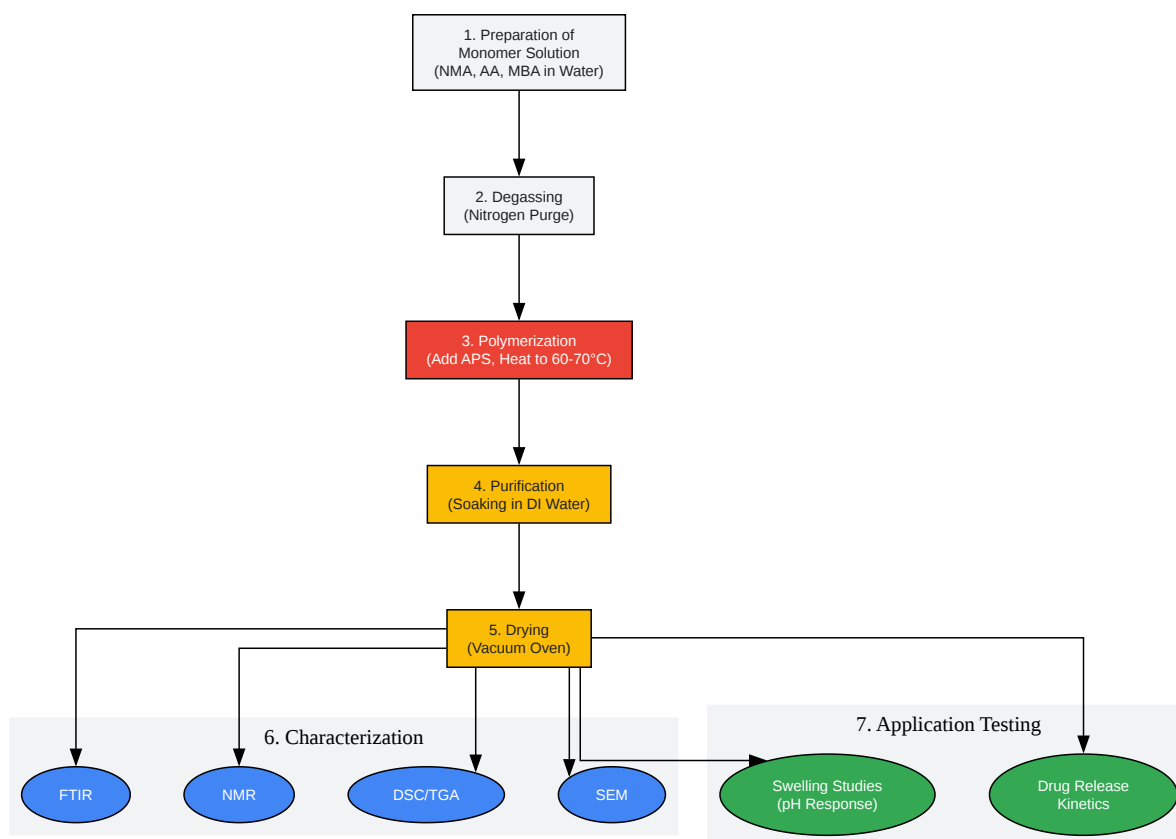 1. Preparation of
Monomer Solution
(NMA, AA, MBA in Water)
2. Degassing
(Nitrogen Purge)
3. Polymerization
(Add APS, Heat to 60-70°C)
4. Purification
(Soaking in DI Water)
5. Drying
(Vacuum Oven)
6. Characterization
FTIR
NMR
DSC/TGA
SEM
7. Application Testing
Swelling Studies
(pH Response)
Drug Release
Kinetics